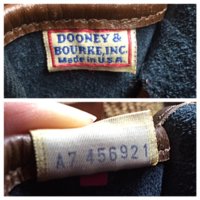 DOONEY &
BOURKE, INC.
Made in U.S.A.
A7 456921